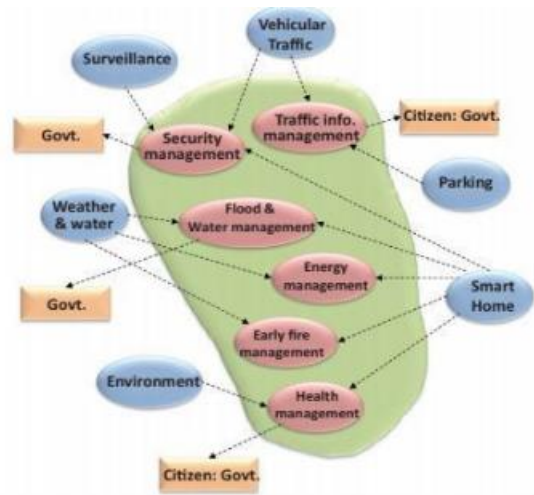 Vehicular
Traffic
Surveillance
Traffic info.
management
Citizen: Govt.
Govt.
Security
management
Parking
Weather
& water
Flood &
Water management
Energy
management
Smart
Home
Govt.
Early fire
management
Environment
Health
management
Citizen: Govt.